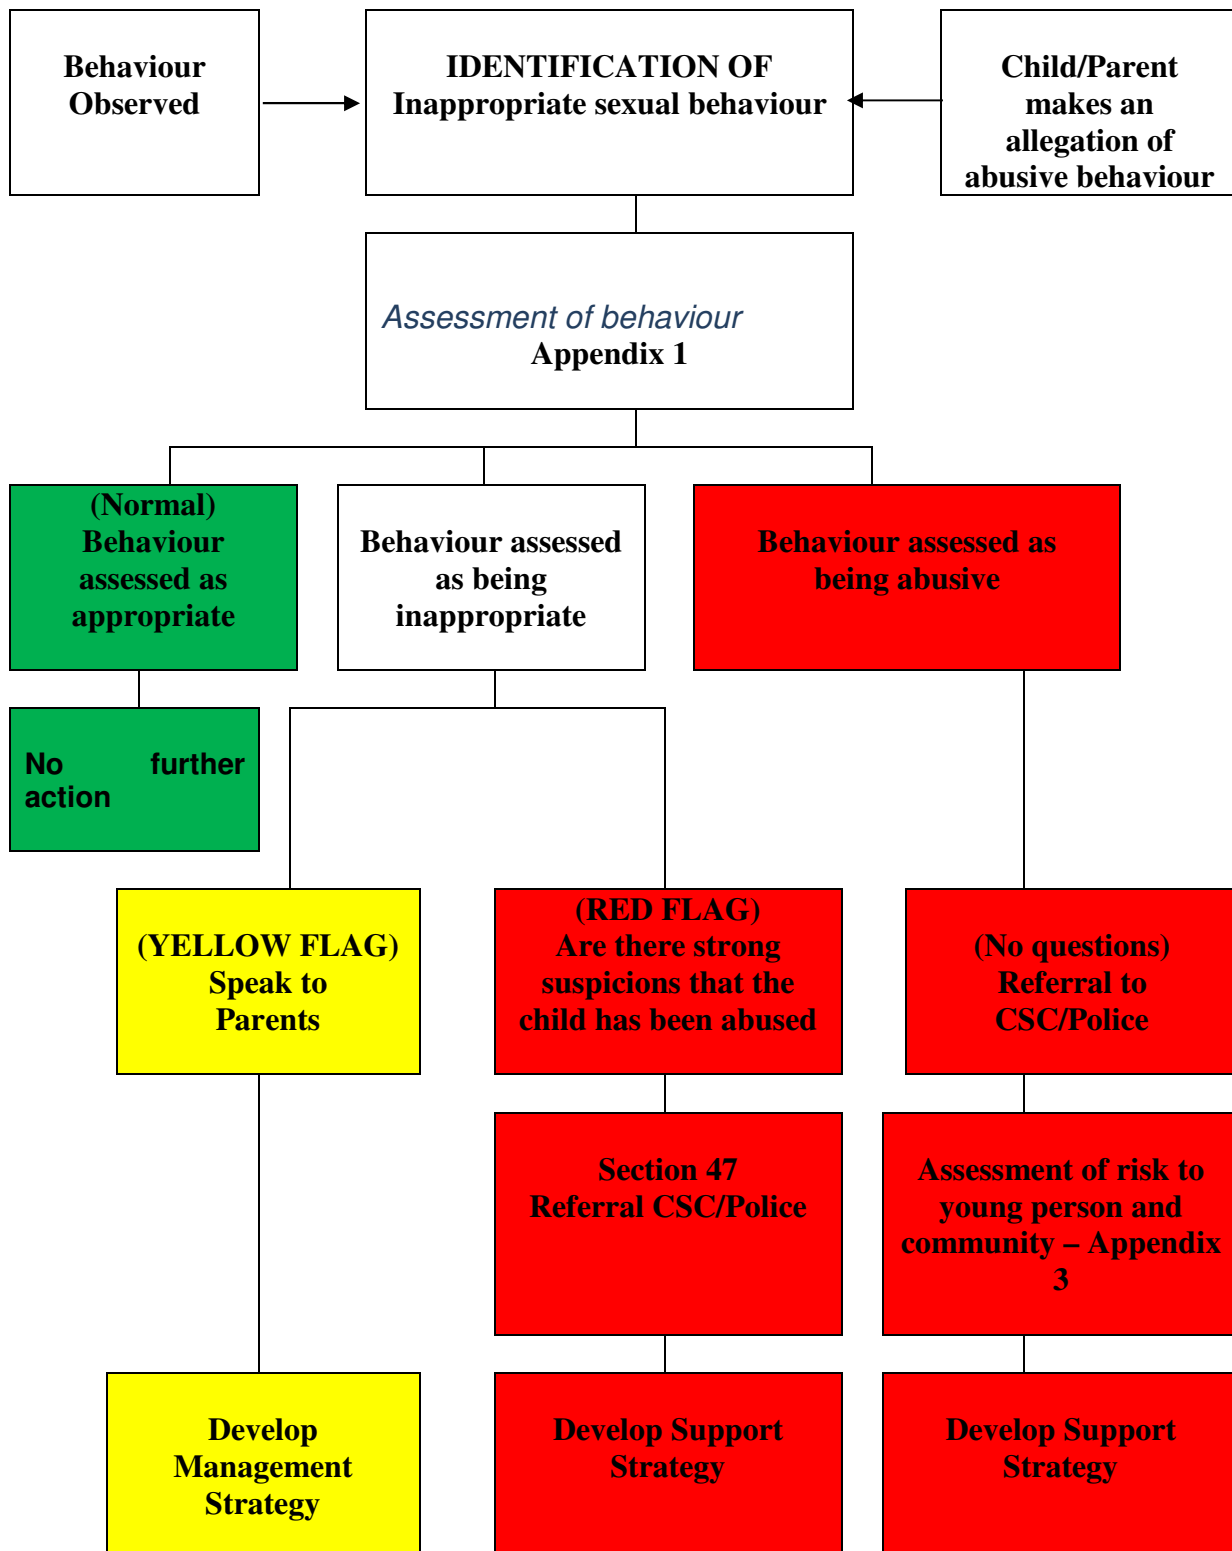 Behaviour
Observed
IDENTIFICATION OF
Inappropriate sexual behaviour
Child/Parent
makes an
allegation of
abusive behaviour
Assessment of behaviour
Appendix 1
(Normal)
Behaviour
assessed as
appropriate
Behaviour assessed
as being
inappropriate
Behaviour assessed as
being abusive
No further
action
(YELLOW FLAG)
Speak to
Parents
(RED FLAG)
Are there strong
suspicions that the
child has been abused
(No questions)
Referral to
CSC/Police
Section 47
Referral CSC/Police
Assessment of risk to
young person and
community – Appendix
3
Develop
Management
Strategy
Develop Support
Strategy
Develop Support
Strategy